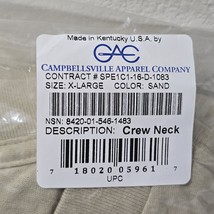 Made in Kentucky U.S.A. by
GAC
CAMPBELLSVILLE APPAREL COMPANY
CONTRACT # SPE1C1-16-D-1083
SIZE: X-LARGE COLOR: SAND
NSN: 8420-01-546-1483
DESCRIPTION: Crew Neck
7 18020 05961 7
UPC